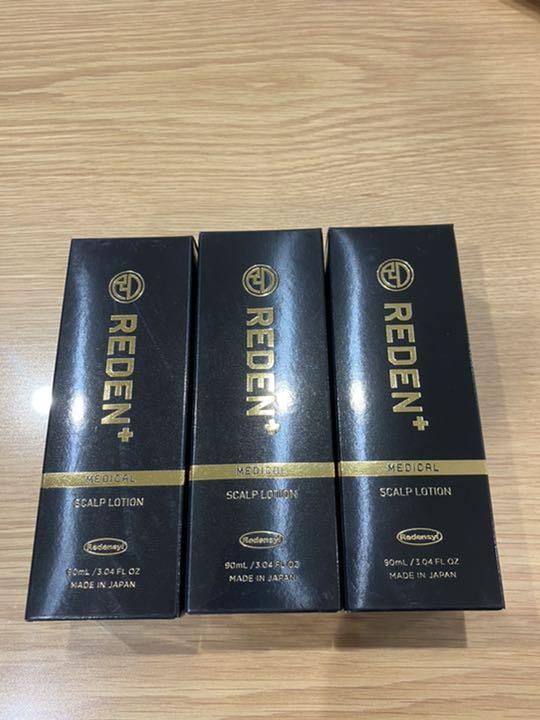 REDEN+
MEDICAL
SCALP LOTION
Redensyl
90mL / 3.04 FL OZ
MADE IN JAPAN
REDEN+
MEDICAL
SCALP LOTION
Redensyl
90mL / 3.04 FL OZ
MADE IN JAPAN
REDEN+
MEDICAL
SCALP LOTION
Redensyl
90mL / 3.04 FL OZ
MADE IN JAPAN